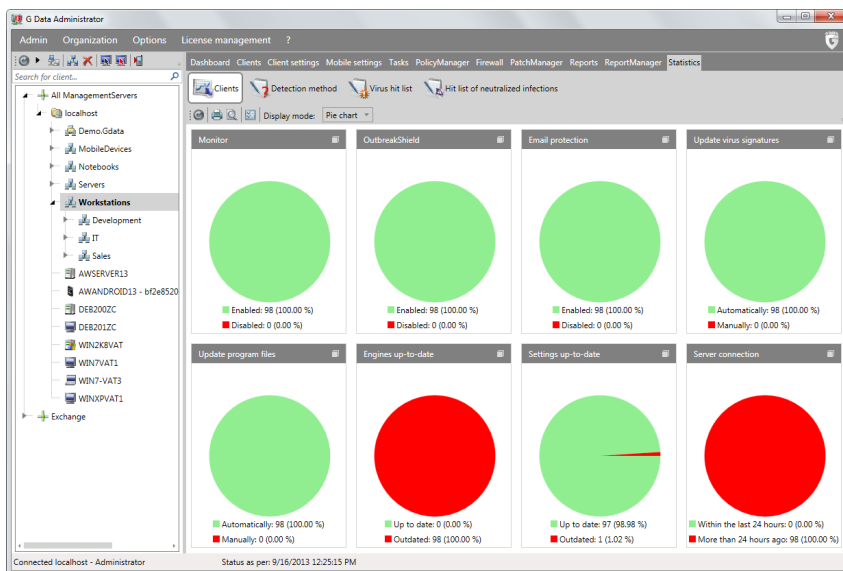 G Data Administrator
Admin Organization Options License management ?
Dashboard Clients Client settings Mobile settings Tasks PolicyManager Firewall PatchManager Reports ReportManager Statistics
Search for client...
Clients Detection method Virus hit list Hit list of neutralized infections
Display mode: Pie chart
All ManagementServers
localhost
Demo.Gdata
MobileDevices
Notebooks
Servers
Workstations
Development
IT
Sales
AWSERVER13
AWANDROID13 - bf2e8520
DEB200ZC
DEB201ZC
WIN2K8VAT
WIN7VAT1
WIN7-VAT3
WINXPVAT1
Exchange
Monitor
Enabled: 98 (100.00 %)
Disabled: 0 (0.00 %)
OutbreakShield
Enabled: 98 (100.00 %)
Disabled: 0 (0.00 %)
Email protection
Enabled: 98 (100.00 %)
Disabled: 0 (0.00 %)
Update virus signatures
Automatically: 98 (100.00 %)
Manually: 0 (0.00 %)
Update program files
Automatically: 98 (100.00 %)
Manually: 0 (0.00 %)
Engines up-to-date
Up to date: 0 (0.00 %)
Outdated: 98 (100.00 %)
Settings up-to-date
Up to date: 97 (98.98 %)
Outdated: 1 (1.02 %)
Server connection
Within the last 24 hours: 0 (0.00 %)
More than 24 hours ago: 98 (100.00 %)
Connected localhost - Administrator Status as per: 9/16/2013 12:25:15 PM